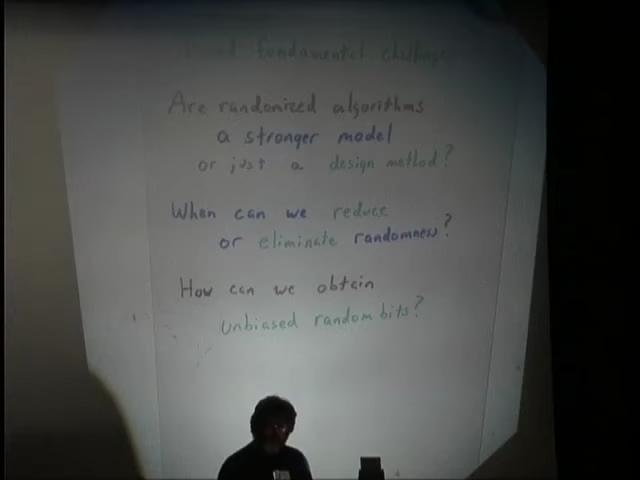 fundamental challenge
Are randomized algorithms
a stronger model
or just a design method?
When can we reduce
or eliminate randomness?
How can we obtain
unbiased random bits?